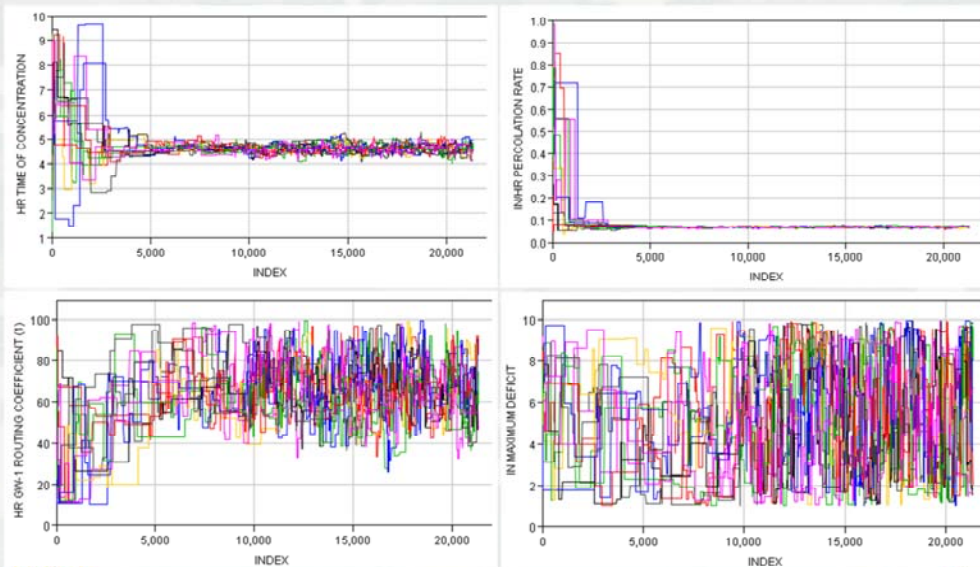 HR TIME OF CONCENTRATION
10
9
8
7
6
5
4
3
2
1
0 5,000 10,000 15,000 20,000
INDEX
IN/HR PERCOLATION RATE
1.0
0.9
0.8
0.7
0.6
0.5
0.4
0.3
0.2
0.1
0.0
0 5,000 10,000 15,000 20,000
INDEX
HR GW-1 ROUTING COEFFICIENT (1)
100
80
60
40
20
0
0 5,000 10,000 15,000 20,000
INDEX
IN MAXIMUM DEFICIT
10
8
6
4
2
0
0 5,000 10,000 15,000 20,000
INDEX